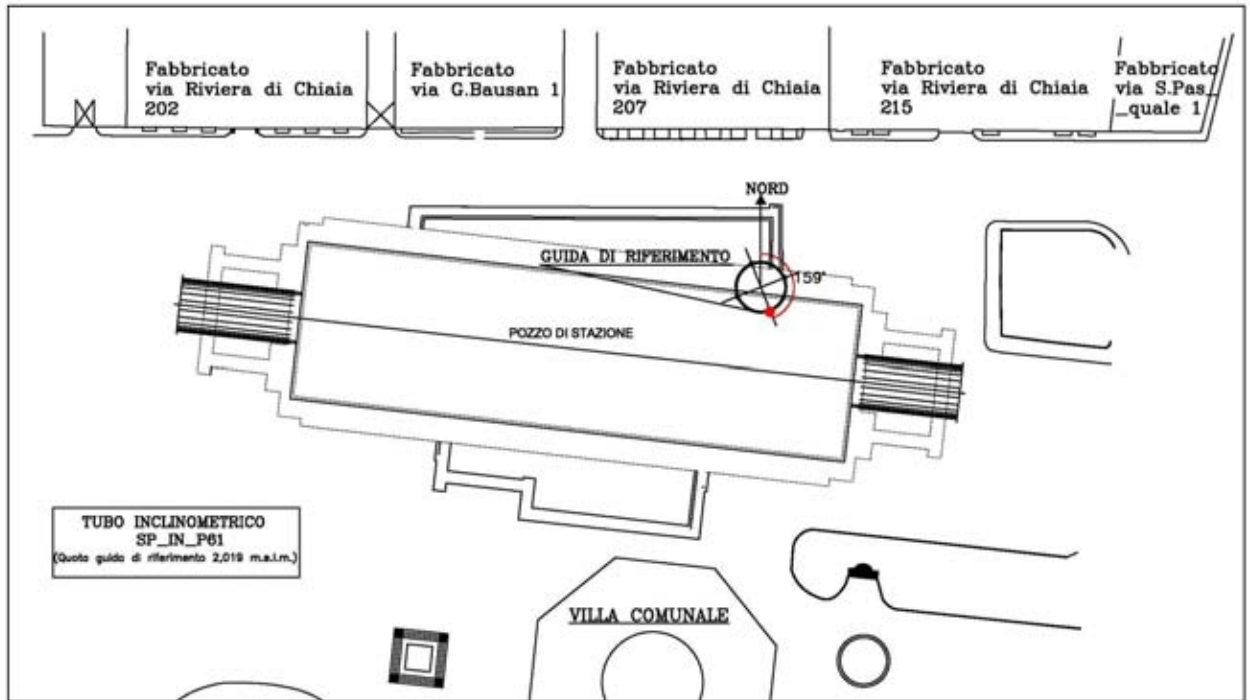 Fabbricato
via Riviera di Chiaia
202
Fabbricato
via G.Bausan 1
Fabbricato
via Riviera di Chiaia
207
Fabbricato
via Riviera di Chiaia
215
Fabbricato
via S.Pas_
_quale 1
NORD
GUIDA DI RIFERIMENTO
159°
POZZO DI STAZIONE
TUBO INCLINOMETRICO
SP_IN_P61
(Quota guida di riferimento 2,019 m.s.l.m.)
VILLA COMUNALE